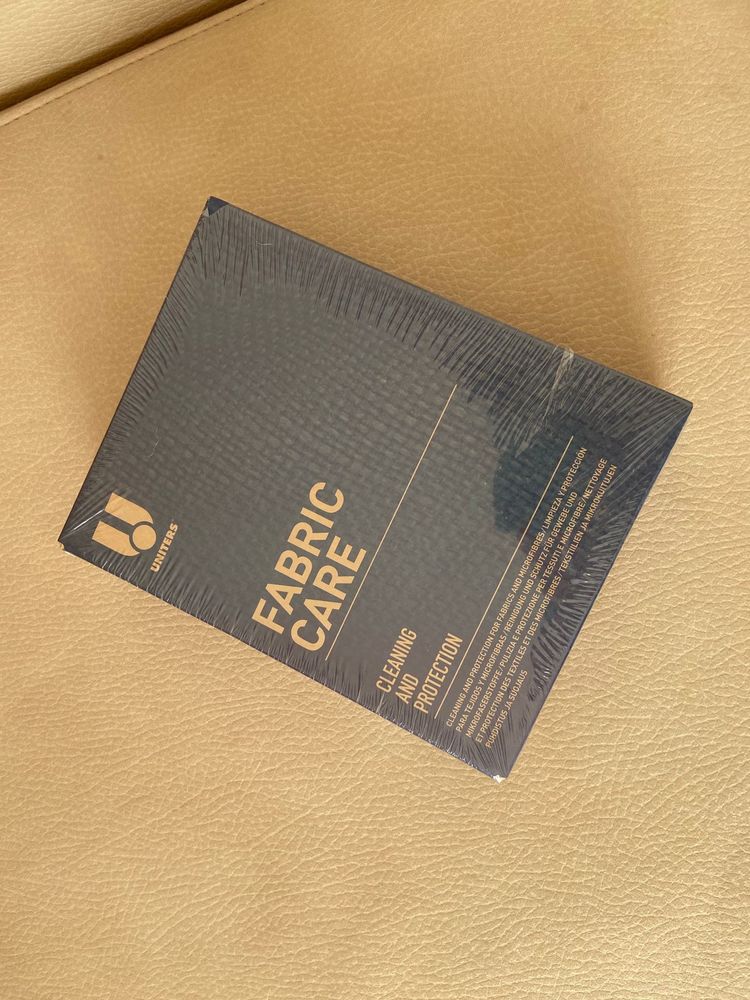 UNITERS
FABRIC
CARE
CLEANING
AND
PROTECTION
CLEANING AND PROTECTION FOR FABRICS AND MICROFIBRES / LIMPIEZA Y PROTECCIÓN
PARA TEJIDOS Y MICROFIBRAS / REINIGUNG UND SCHUTZ FÜR GEWEBE UND
MIKROFASERSTOFFE / PULIZIA E PROTEZIONE PER TESSUTI E MICROFIBRE / NETTOYAGE
ET PROTECTION DES TEXTILES ET DES MICROFIBRES / TEKSTIILIEN JA MIKROKUITUJEN
PUHDISTUS JA SUOJAUS